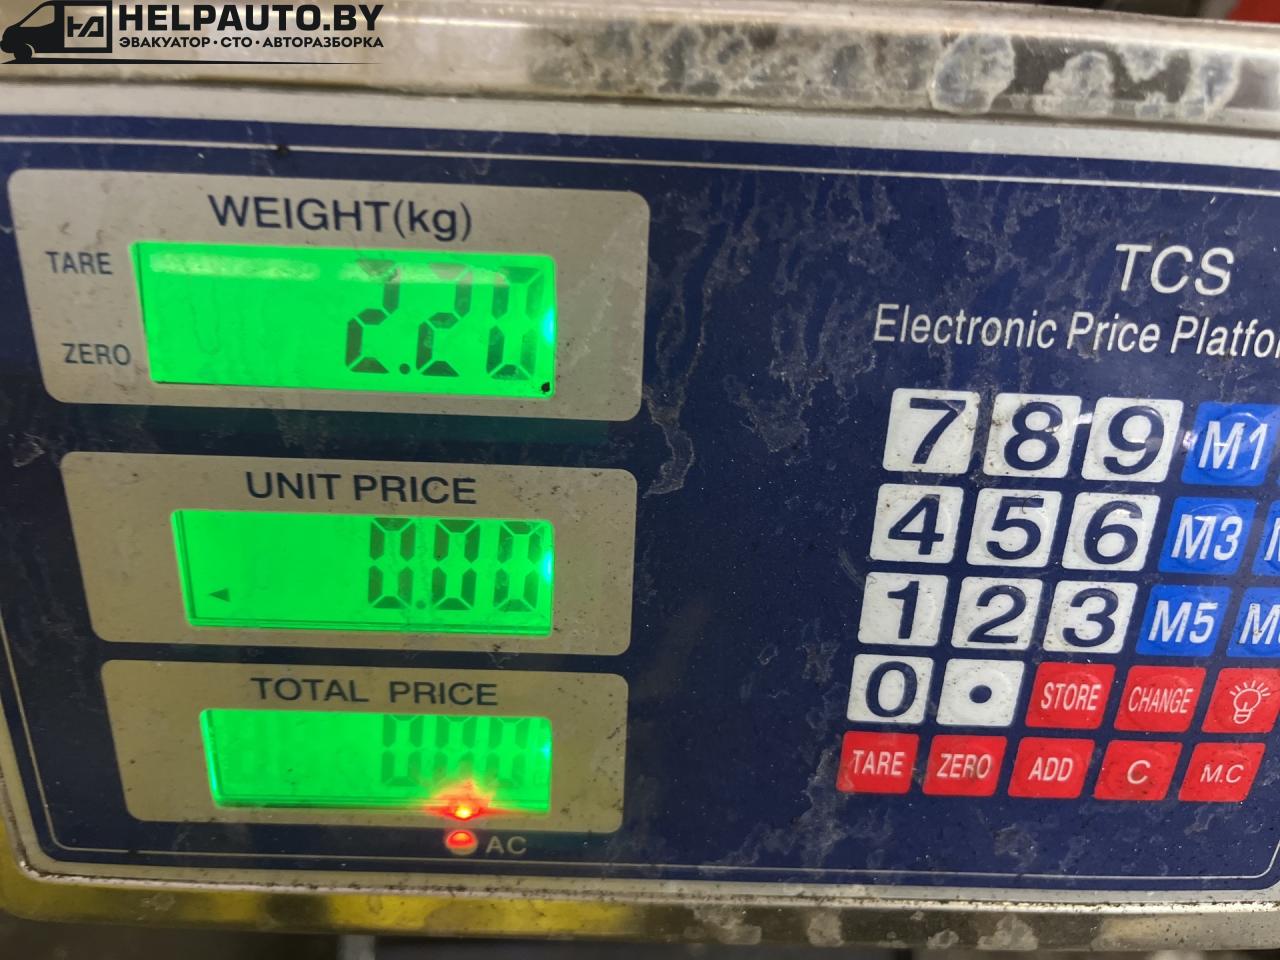 HELPAUTO.BY
ЭВАКУАТОР · СТО · АВТОРАЗБОРКА
WEIGHT(kg)
TARE
2.20
ZERO
UNIT PRICE
0.00
TOTAL PRICE
0.00
AC
TCS
Electronic Price
7 8 9 M1
4 5 6 M3
1 2 3 M5
0 . STORE CHANGE
TARE ZERO ADD C M.C